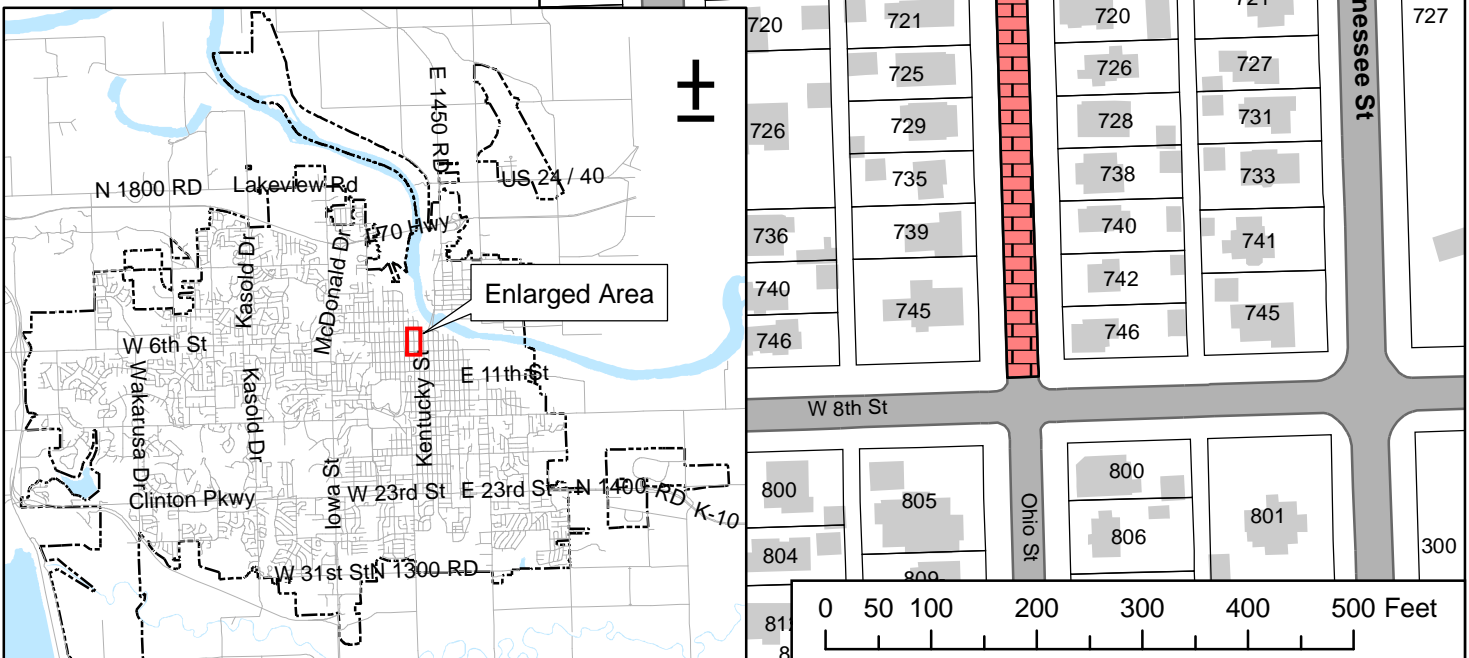 E 1450 RD
N 1800 RD
Lakeview Rd
US 24 / 40
70 Hwy
Kasold Dr
McDonald Dr
Enlarged Area
W 6th St
E 11th St
Wakarusa Dr
Kasold Dr
Kentucky St
Iowa St
W 23rd St
E 23rd St
N 1400 RD
K-10
Clinton Pkwy
W 31st St
N 1300 RD
720
721
720
727
726
725
726
727
729
728
731
735
738
733
736
739
740
741
740
745
742
745
746
746
nessee St
W 8th St
Ohio St
800
805
800
801
804
806
300
809
0 50 100 200 300 400 500 Feet